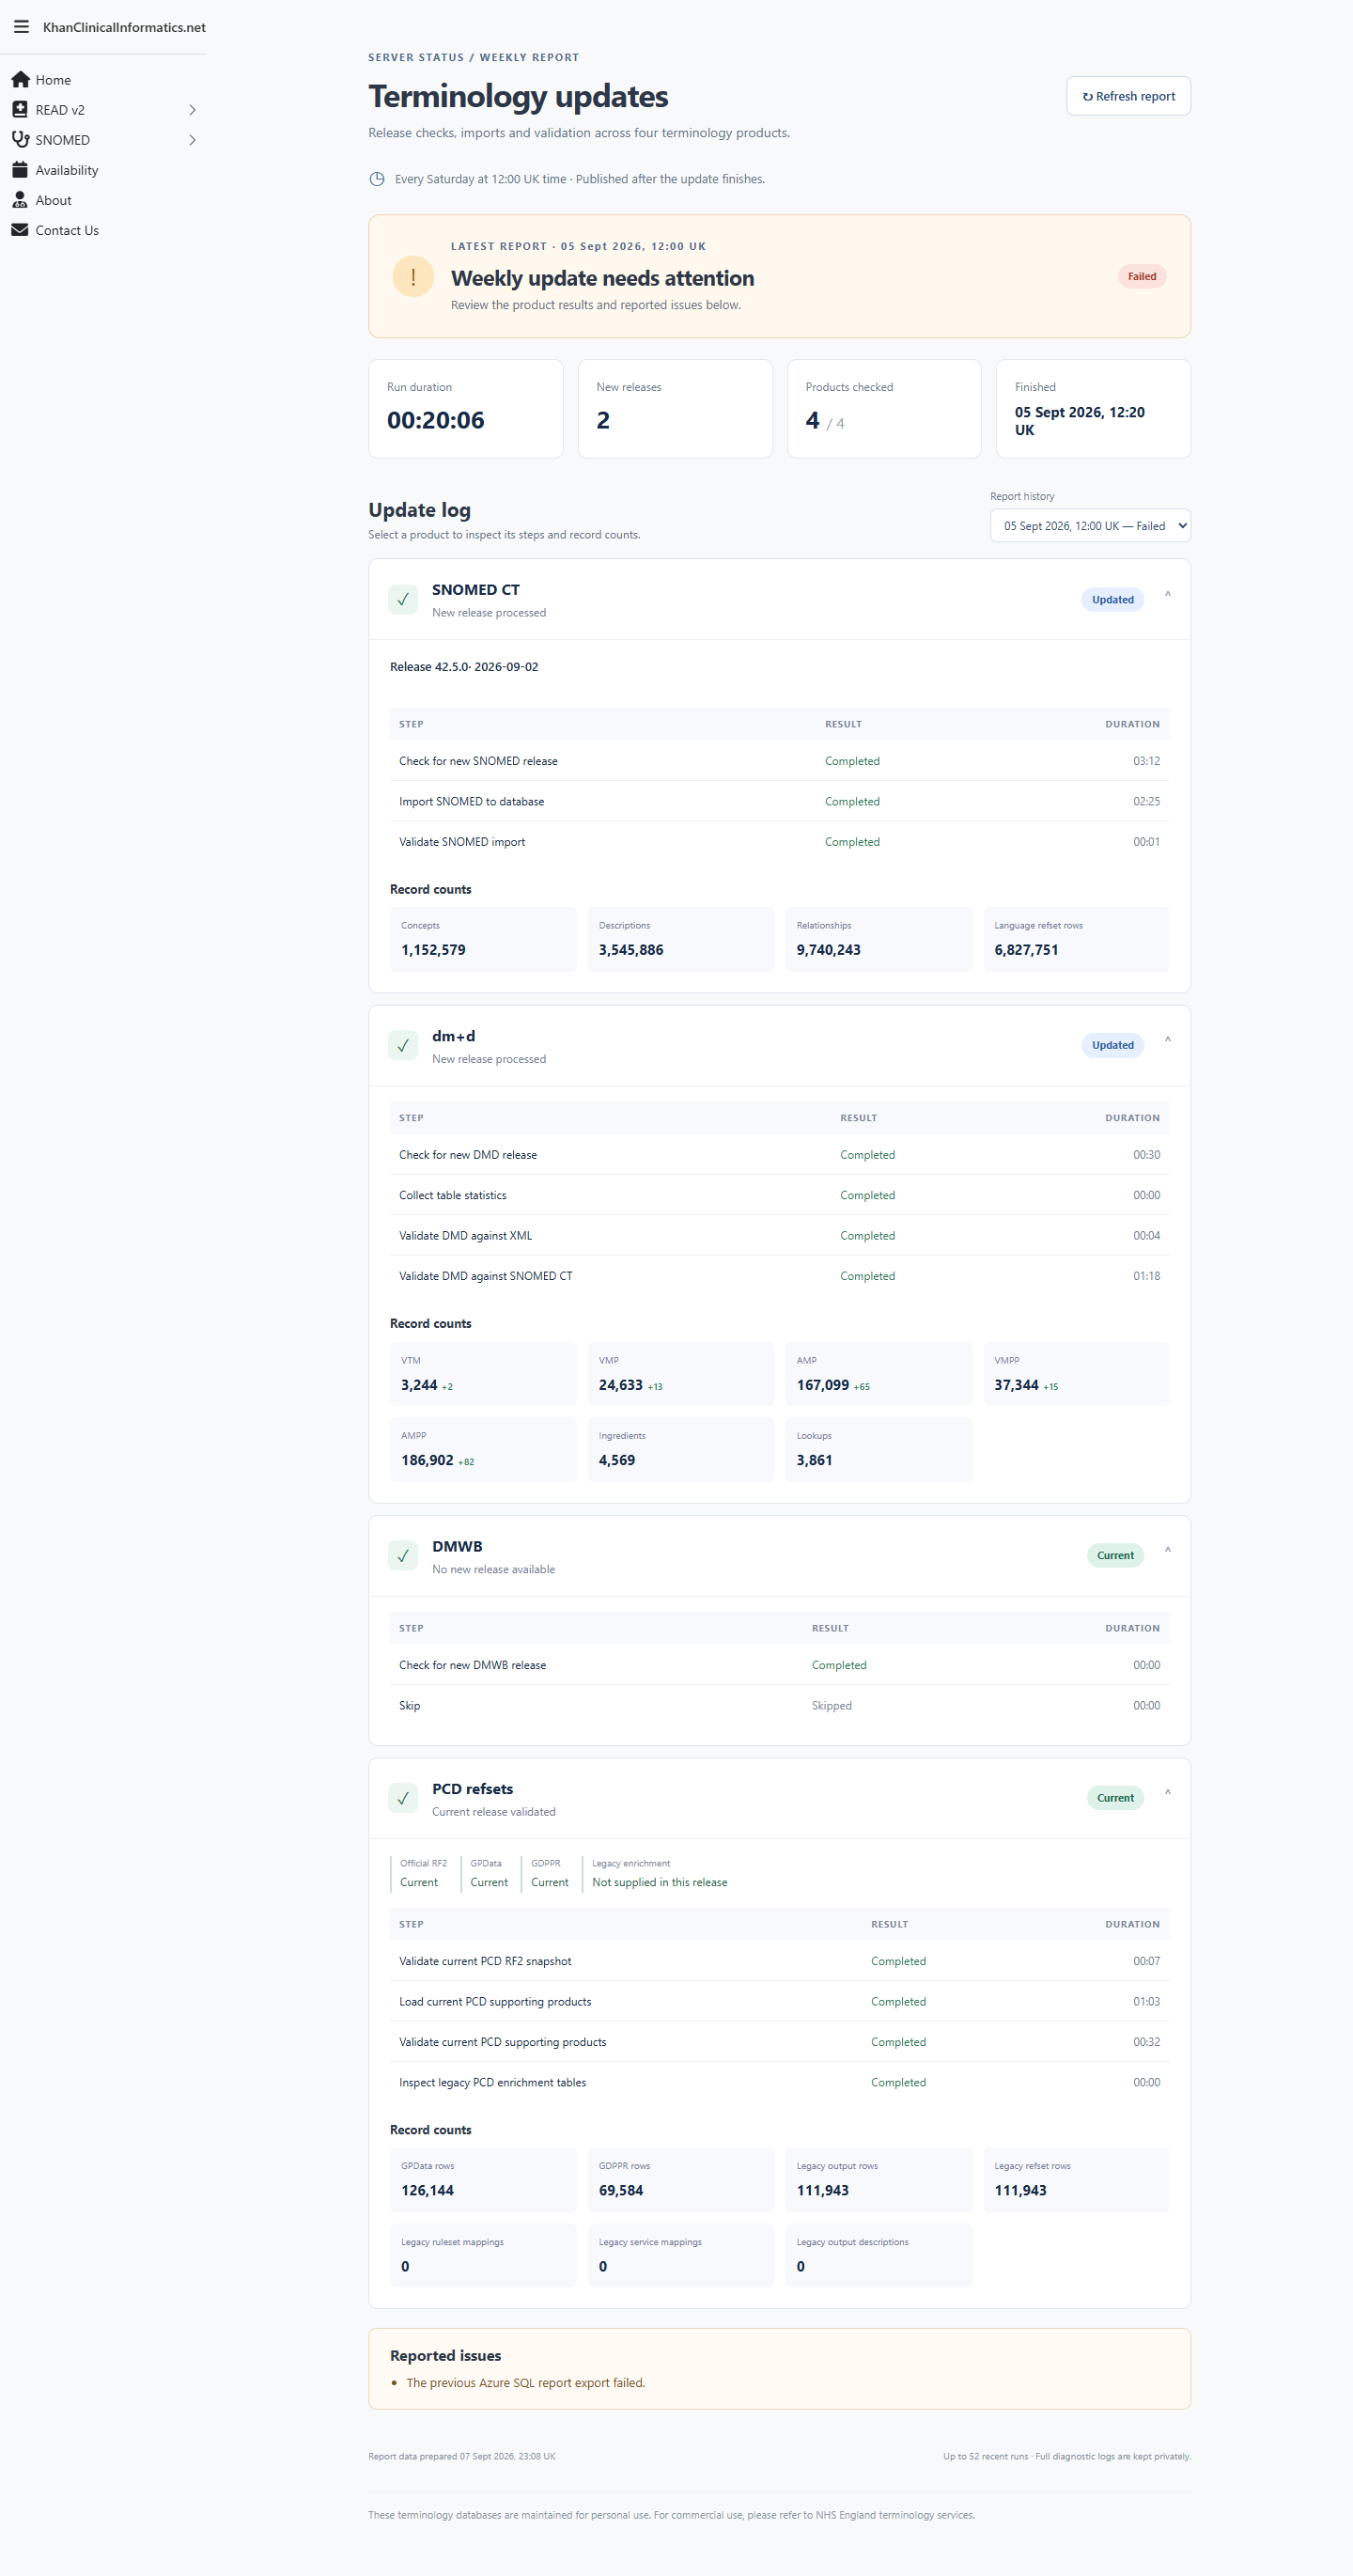 KhanClinicalInformatics.net
Home
READ v2
SNOMED
Availability
About
Contact Us
SERVER STATUS / WEEKLY REPORT
Terminology updates
↻ Refresh report
Release checks, imports and validation across four terminology products.
Every Saturday at 12:00 UK time · Published after the update finishes.
LATEST REPORT · 05 Sept 2026, 12:00 UK
!
Weekly update needs attention
Failed
Review the product results and reported issues below.
Run duration
00:20:06
New releases
2
Products checked
4 / 4
Finished
05 Sept 2026, 12:20
UK
Update log
Select a product to inspect its steps and record counts.
Report history
05 Sept 2026, 12:00 UK — Failed
✓
SNOMED CT
New release processed
Updated
^
Release 42.5.0· 2026-09-02
STEP RESULT DURATION
Check for new SNOMED release Completed 03:12
Import SNOMED to database Completed 02:25
Validate SNOMED import Completed 00:01
Record counts
Concepts
1,152,579
Descriptions
3,545,886
Relationships
9,740,243
Language refset rows
6,827,751
✓
dm+d
New release processed
Updated
^
STEP RESULT DURATION
Check for new DMD release Completed 00:30
Collect table statistics Completed 00:00
Validate DMD against XML Completed 00:04
Validate DMD against SNOMED CT Completed 01:18
Record counts
VTM
3,244 +2
VMP
24,633 +13
AMP
167,099 +65
VMPP
37,344 +15
AMPP
186,902 +82
Ingredients
4,569
Lookups
3,861
✓
DMWB
No new release available
Current
^
STEP RESULT DURATION
Check for new DMWB release Completed 00:00
Skip Skipped 00:00
✓
PCD refsets
Current release validated
Current
^
Official RF2
Current
GPData
Current
GDPPR
Current
Legacy enrichment
Not supplied in this release
STEP RESULT DURATION
Validate current PCD RF2 snapshot Completed 00:07
Load current PCD supporting products Completed 01:03
Validate current PCD supporting products Completed 00:32
Inspect legacy PCD enrichment tables Completed 00:00
Record counts
GPData rows
126,144
GDPPR rows
69,584
Legacy output rows
111,943
Legacy refset rows
111,943
Legacy ruleset mappings
0
Legacy service mappings
0
Legacy output descriptions
0
Reported issues
• The previous Azure SQL report export failed.
Report data prepared 07 Sept 2026, 23:08 UK
Up to 52 recent runs · Full diagnostic logs are kept privately.
These terminology databases are maintained for personal use. For commercial use, please refer to NHS England terminology services.